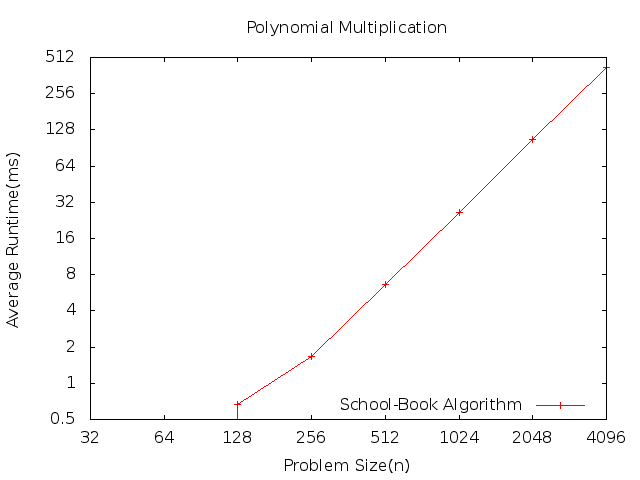 Polynomial Multiplication
Average Runtime(ms)
512
256
128
64
32
16
8
4
2
1
0.5
School-Book Algorithm
32 64 128 256 512 1024 2048 4096
Problem Size(n)